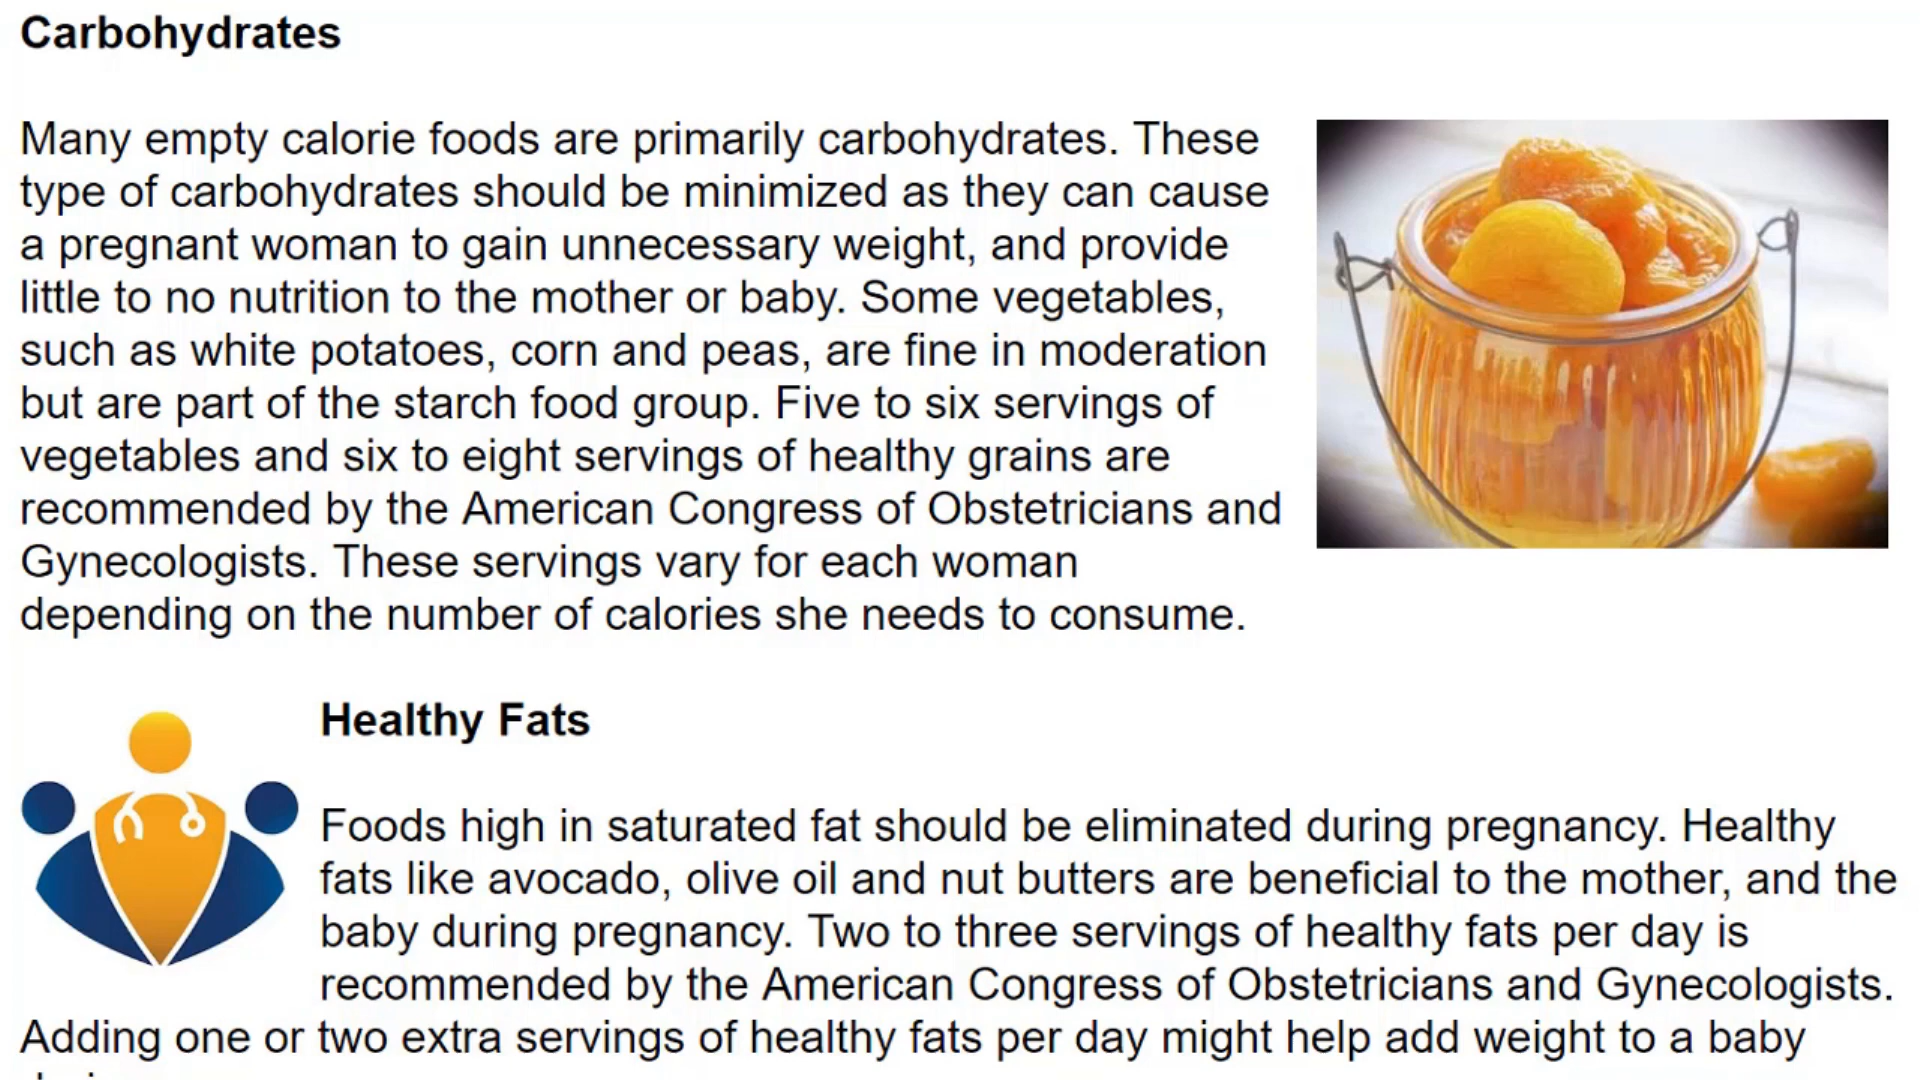 Carbohydrates
Many empty calorie foods are primarily carbohydrates. These
type of carbohydrates should be minimized as they can cause
a pregnant woman to gain unnecessary weight, and provide
little to no nutrition to the mother or baby. Some vegetables,
such as white potatoes, corn and peas, are fine in moderation
but are part of the starch food group. Five to six servings of
vegetables and six to eight servings of healthy grains are
recommended by the American Congress of Obstetricians and
Gynecologists. These servings vary for each woman
depending on the number of calories she needs to consume.
Healthy Fats
Foods high in saturated fat should be eliminated during pregnancy. Healthy
fats like avocado, olive oil and nut butters are beneficial to the mother, and the
baby during pregnancy. Two to three servings of healthy fats per day is
recommended by the American Congress of Obstetricians and Gynecologists.
Adding one or two extra servings of healthy fats per day might help add weight to a baby